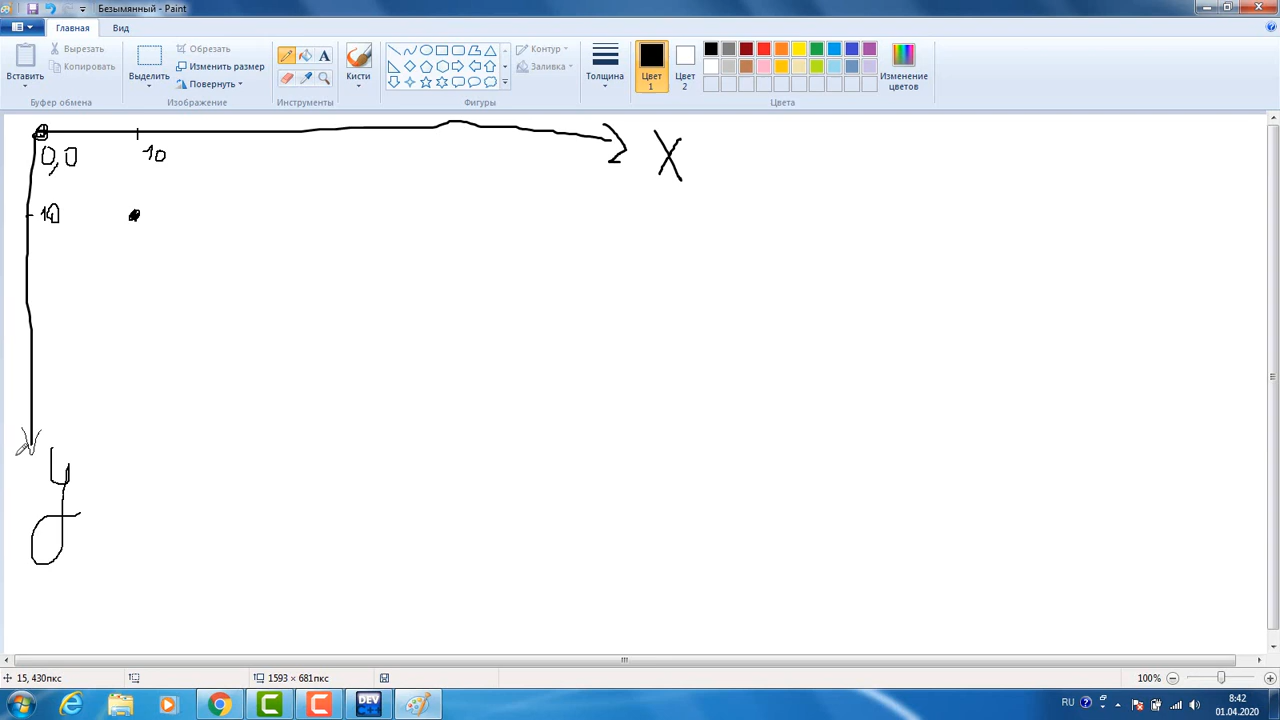 Безымянный - Paint
Главная Вид
Вставить
Вырезать
Копировать
Буфер обмена
Выделить
Обрезать
Изменить размер
Повернуть
Изображение
Инструменты
Кисти
Контур
Заливка
Фигуры
Толщина
Цвет 1
Цвет 2
Изменение цветов
Цвета
0,0
10
X
10
y
15, 430пкс
1593 × 681пкс
100%
DEV
RU
8:42
01.04.2020